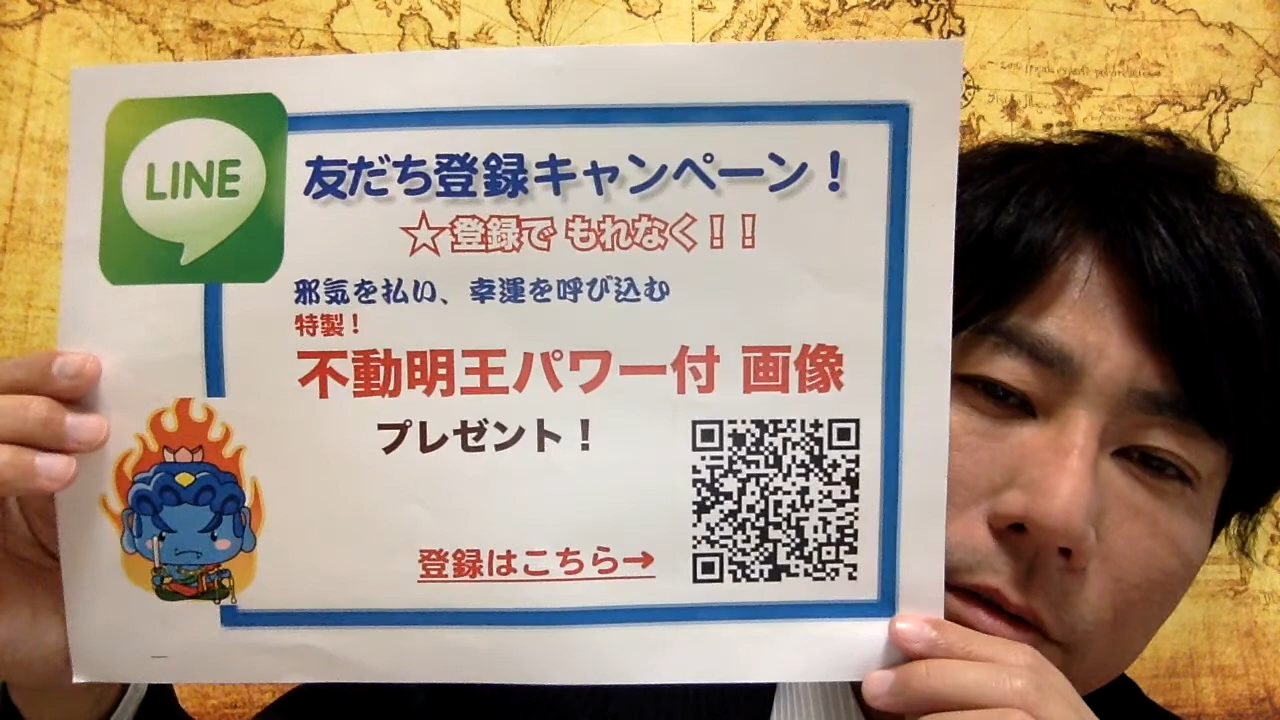 LINE
友だち登録キャンペーン！
☆登録で もれなく！！
邪気を払い、幸運を呼び込む
特製！
不動明王パワー付 画像
プレゼント！
登録はこちら→